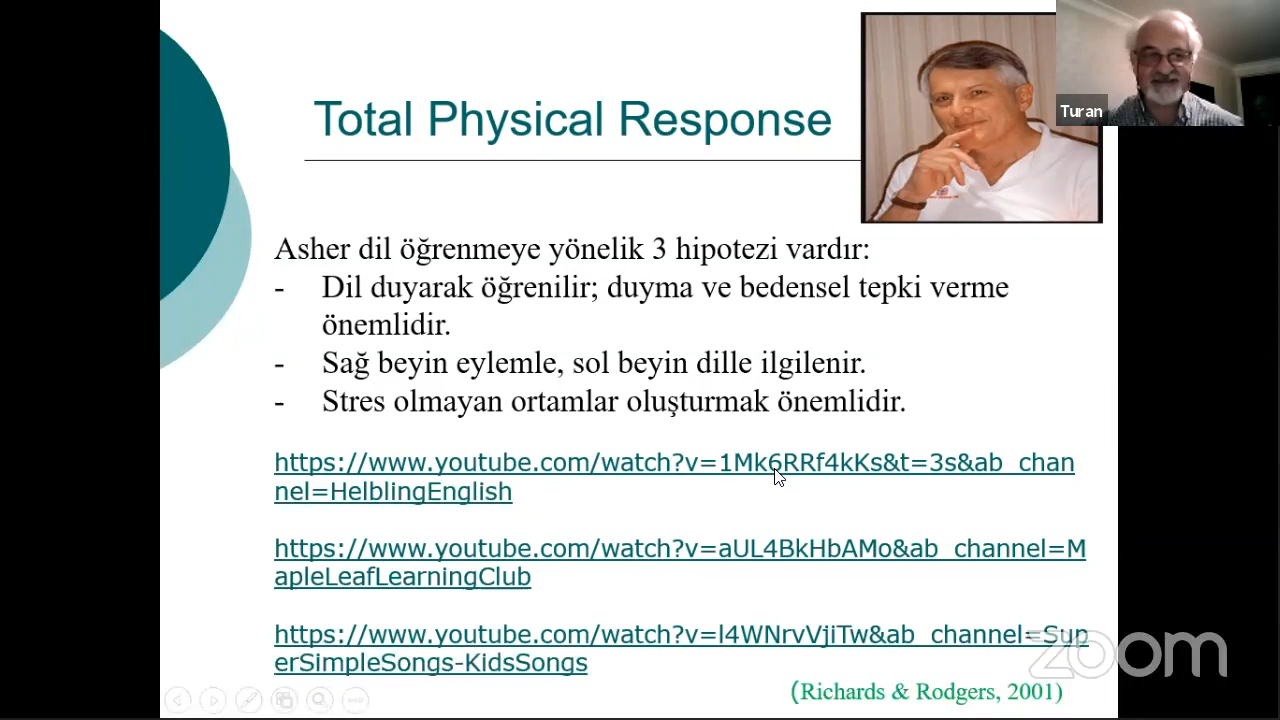 Turan
Total Physical Response
Asher dil öğrenmeye yönelik 3 hipotezi vardır:
- Dil duyarak öğrenilir; duyma ve bedensel tepki verme
önemlidir.
- Sağ beyin eylemle, sol beyin dille ilgilenir.
- Stres olmayan ortamlar oluşturmak önemlidir.
https://www.youtube.com/watch?v=1Mk6RRf4kKs&t=3s&ab_chan
nel=HelblingEnglish
https://www.youtube.com/watch?v=aUL4BkHbAMo&ab_channel=M
apleLeafLearningClub
https://www.youtube.com/watch?v=l4WNrvVjiTw&ab_channel=Sup
erSimpleSongs-KidsSongs
zoom
(Richards & Rodgers, 2001)